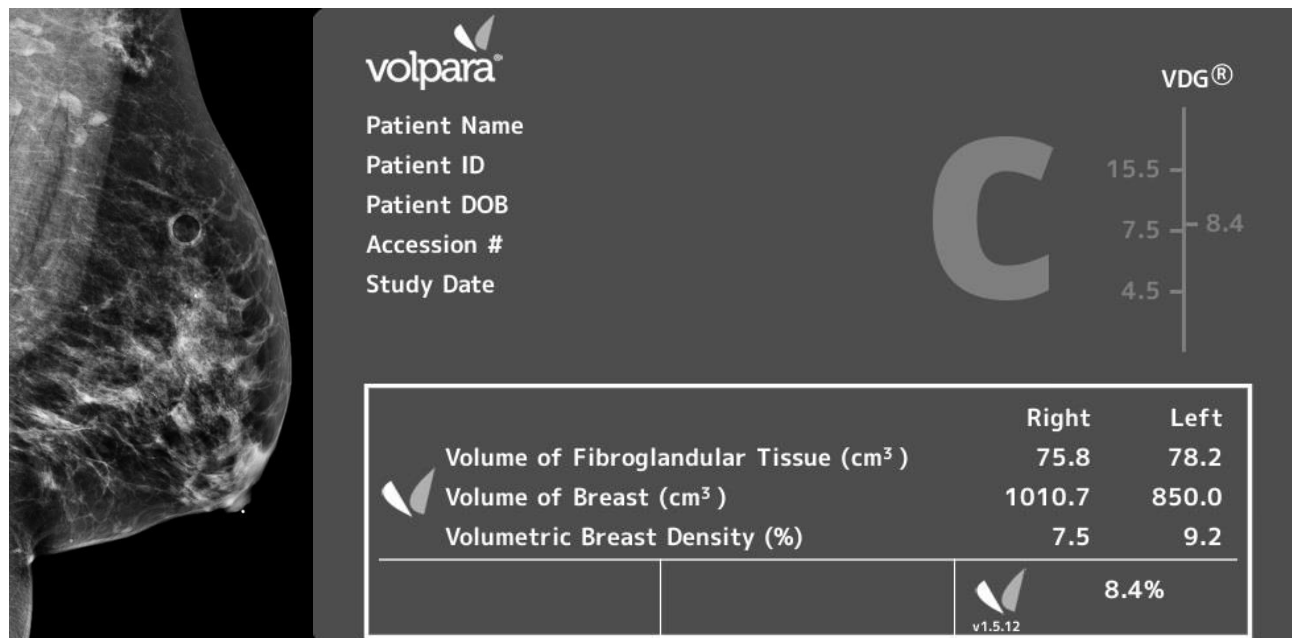 volpara®
VDG®
Patient Name
Patient ID
Patient DOB
Accession #
Study Date
C
15.5
7.5
8.4
4.5
Right Left
Volume of Fibroglandular Tissue (cm³) 75.8 78.2
Volume of Breast (cm³) 1010.7 850.0
Volumetric Breast Density (%) 7.5 9.2
8.4%
v1.5.12